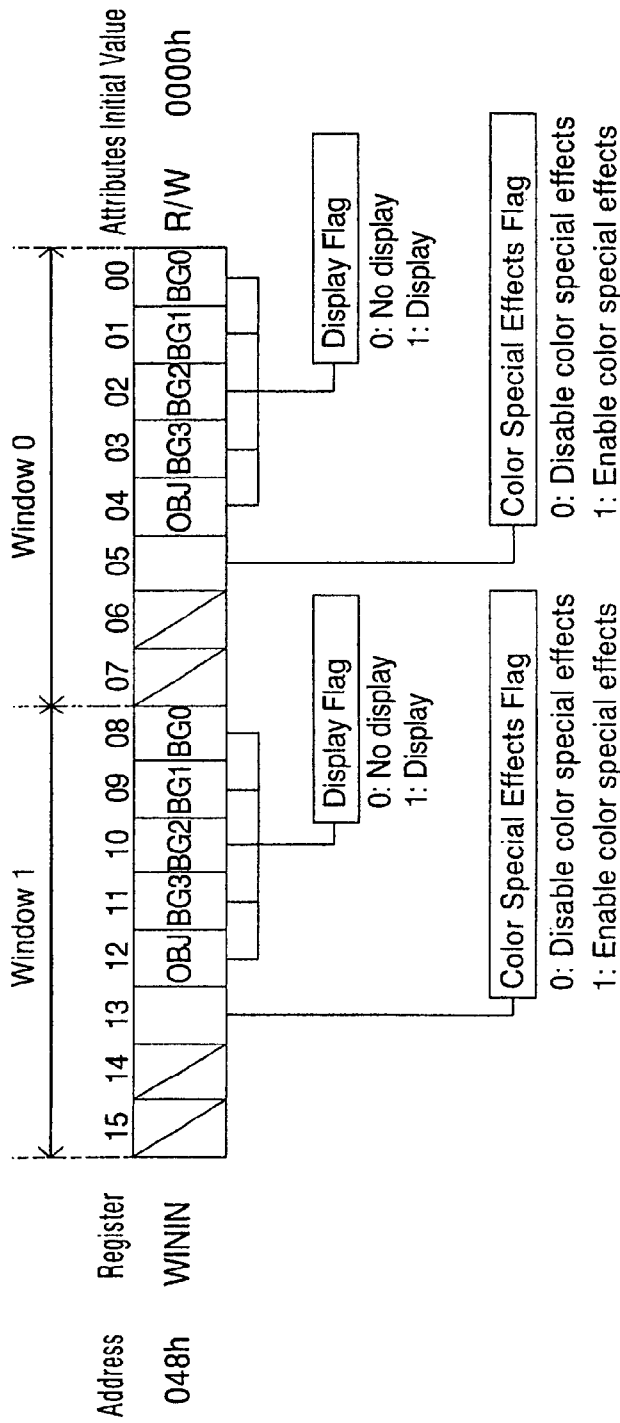 Window 1 Window 0
Address Register 15 14 13 12 11 10 09 08 07 06 05 04 03 02 01 00 Attributes Initial Value
048h WININ OBJ BG3 BG2 BG1 BG0 OBJ BG3 BG2 BG1 BG0 R/W 0000h
Display Flag
0: No display
1: Display
Display Flag
0: No display
1: Display
Color Special Effects Flag
0: Disable color special effects
1: Enable color special effects
Color Special Effects Flag
0: Disable color special effects
1: Enable color special effects